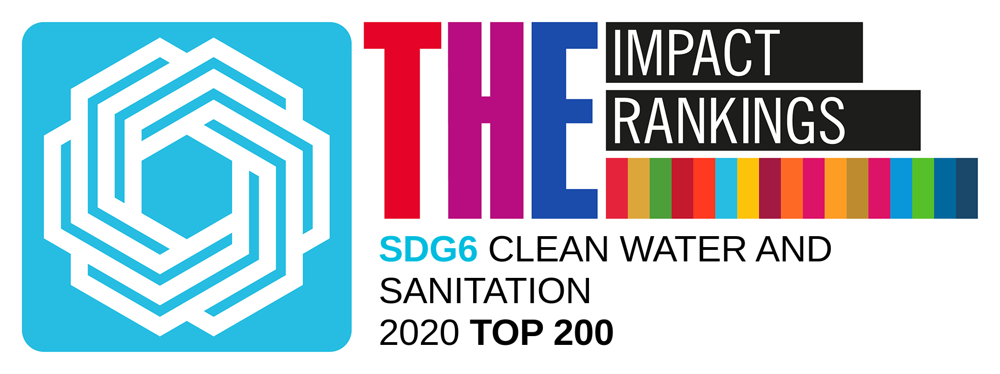 THE
IMPACT
RANKINGS
SDG6 CLEAN WATER AND
SANITATION
2020 TOP 200